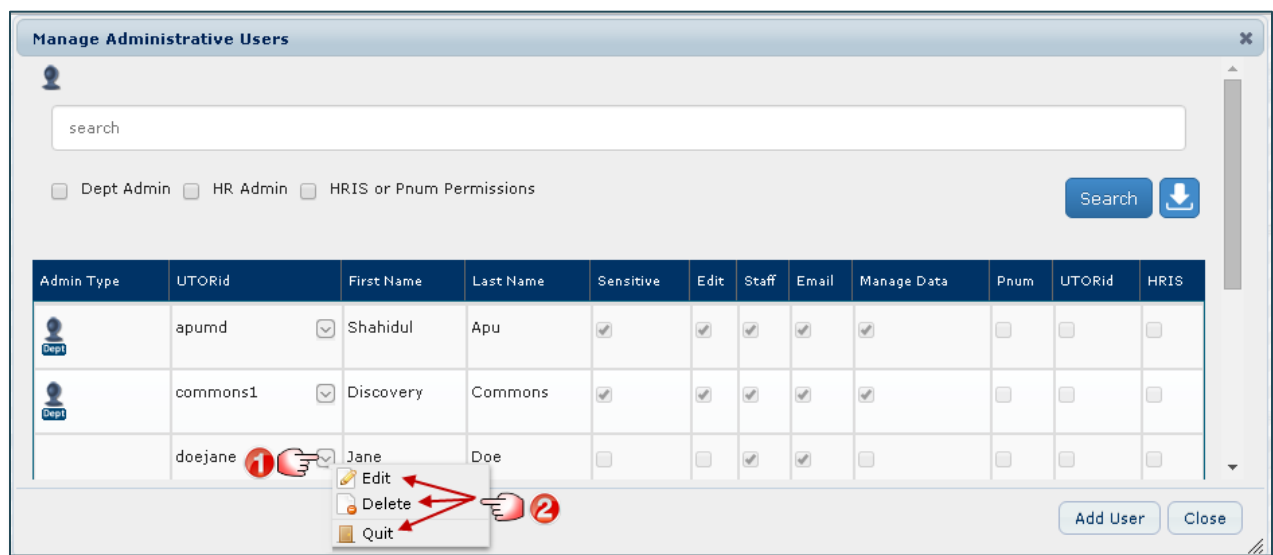 Manage Administrative Users
search
Dept Admin HR Admin HRIS or Pnum Permissions
Search
Admin Type UTORid First Name Last Name Sensitive Edit Staff Email Manage Data Pnum UTORid HRIS
Dept apumd Shahidul Apu
Dept commons1 Discovery Commons
doejane 1 Jane Doe
Edit
Delete 2
Quit
Add User Close